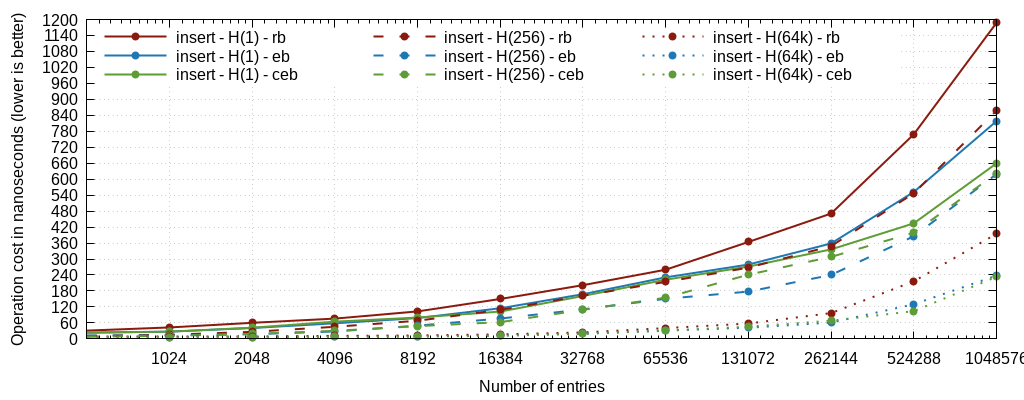 Operation cost in nanoseconds (lower is better)
1200
1140
1080
1020
960
900
840
780
720
660
600
540
480
420
360
300
240
180
120
60
0
insert - H(1) - rb
insert - H(1) - eb
insert - H(1) - ceb
insert - H(256) - rb
insert - H(256) - eb
insert - H(256) - ceb
insert - H(64k) - rb
insert - H(64k) - eb
insert - H(64k) - ceb
1024 2048 4096 8192 16384 32768 65536 131072 262144 524288 1048576
Number of entries